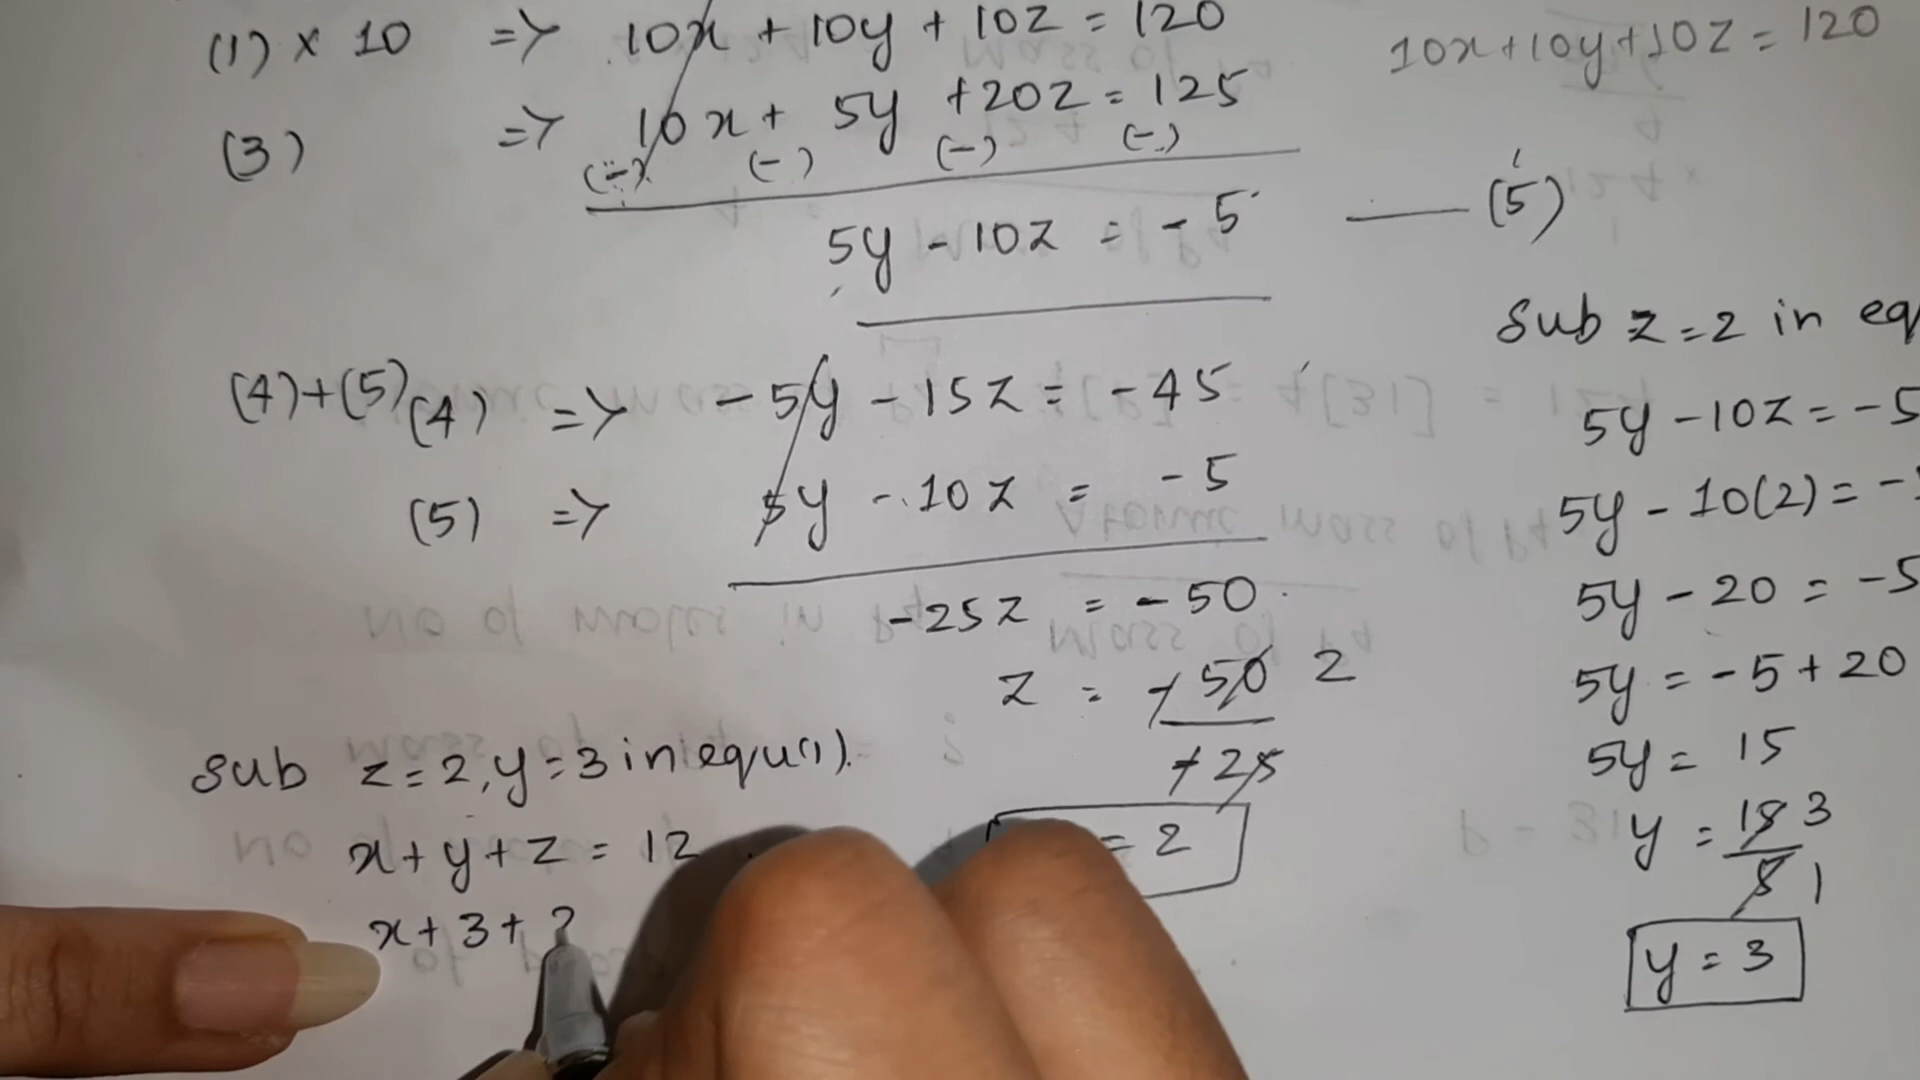 (1) × 10 => 10x + 10y + 10z = 120
10x+10y+10z = 120
(3) => 10x + 5y + 20z = 125
(-) (-) (-) (-)
5y - 10z = - 5 —— (5)
(4)+(5) (4) => - 5y - 15z = - 45
(5) => 5y - 10z = - 5
- 25z = - 50
z = - 50 2
- 25
= 2
sub z = 2, y = 3 in equ(1).
x + y + z = 12
x + 3 + 2
sub z = 2 in eq
5y - 10z = - 5
5y - 10(2) = -
5y - 20 = - 5
5y = - 5 + 20
5y = 15
y = 15 3
5 1
y = 3